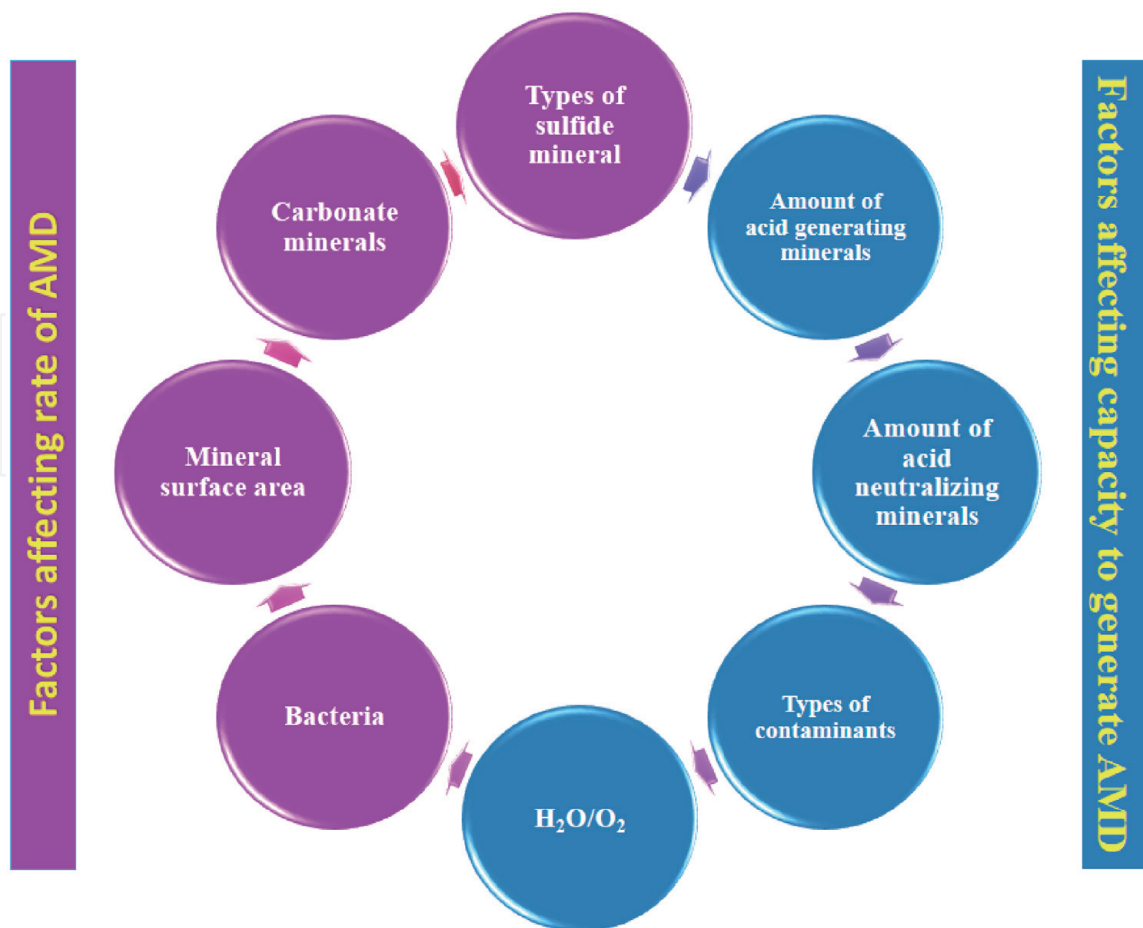 Factors affecting rate of AMD
Types of
sulfide
mineral
Amount of
acid generating
minerals
Amount of
acid
neutralizing
minerals
Types of
contaminants
H₂O/O₂
Bacteria
Mineral
surface area
Carbonate
minerals
Factors affecting capacity to generate AMD